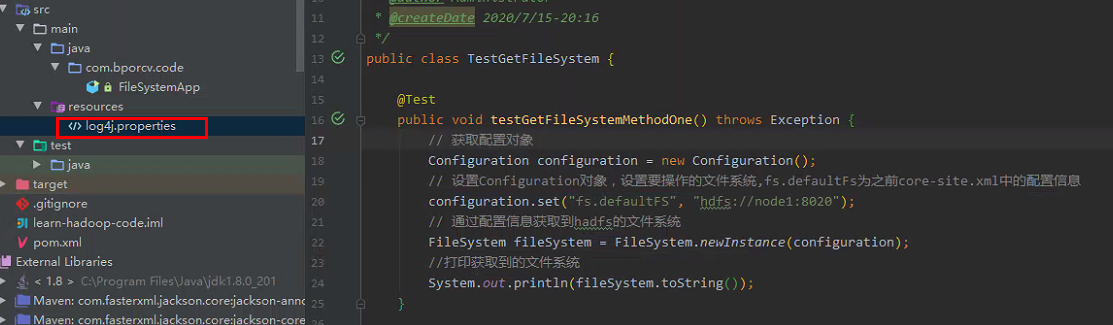 src
main
java
com.bporcv.code
FileSystemApp
resources
log4j.properties
test
java
target
.gitignore
learn-hadoop-code.iml
pom.xml
External Libraries
< 1.8 > C:\Program Files\Java\jdk1.8.0_201
Maven: com.fasterxml.jackson.core:jackson-anno
Maven: com.fasterxml.jackson.core:jackson-core
11 * @createDate 2020/7/15-20:16
12 */
13 public class TestGetFileSystem {
14
15 @Test
16 public void testGetFileSystemMethodOne() throws Exception {
17 // 获取配置对象
18 Configuration configuration = new Configuration();
19 // 设置Configuration对象，设置要操作的文件系统,fs.defaultFs为之前core-site.xml中的配置信息
20 configuration.set("fs.defaultFS", "hdfs://node1:8020");
21 // 通过配置信息获取到hadfs的文件系统
22 FileSystem fileSystem = FileSystem.newInstance(configuration);
23 //打印获取到的文件系统
24 System.out.println(fileSystem.toString());
25 }
26